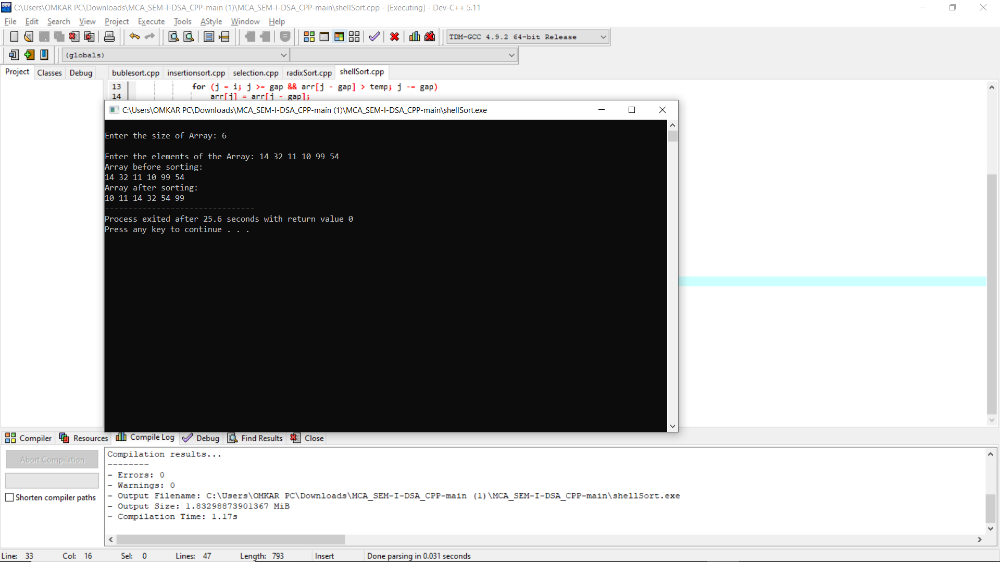 C:\Users\OMKAR PC\Downloads\MCA_SEM-I-DSA_CPP-main (1)\MCA_SEM-I-DSA_CPP-main\shellSort.cpp - [Executing] - Dev-C++ 5.11
File Edit Search View Project Execute Tools AStyle Window Help
TDM-GCC 4.9.2 64-bit Release
(globals)
Project Classes Debug bublesort.cpp insertionsort.cpp selection.cpp radixSort.cpp shellSort.cpp
13 for (j = i; j >= gap && arr[j - gap] > temp; j -= gap)
14 arr[j] = arr[j - gap];
C:\Users\OMKAR PC\Downloads\MCA_SEM-I-DSA_CPP-main (1)\MCA_SEM-I-DSA_CPP-main\shellSort.exe
Enter the size of Array: 6
Enter the elements of the Array: 14 32 11 10 99 54
Array before sorting:
14 32 11 10 99 54
Array after sorting:
10 11 14 32 54 99
--------------------------------
Process exited after 25.6 seconds with return value 0
Press any key to continue . . .
Compiler Resources Compile Log Debug Find Results Close
Abort Compilation
Shorten compiler paths
Compilation results...
--------
- Errors: 0
- Warnings: 0
- Output Filename: C:\Users\OMKAR PC\Downloads\MCA_SEM-I-DSA_CPP-main (1)\MCA_SEM-I-DSA_CPP-main\shellSort.exe
- Output Size: 1.83298873901367 MiB
- Compilation Time: 1.17s
Line: 33 Col: 16 Sel: 0 Lines: 47 Length: 793 Insert Done parsing in 0.031 seconds